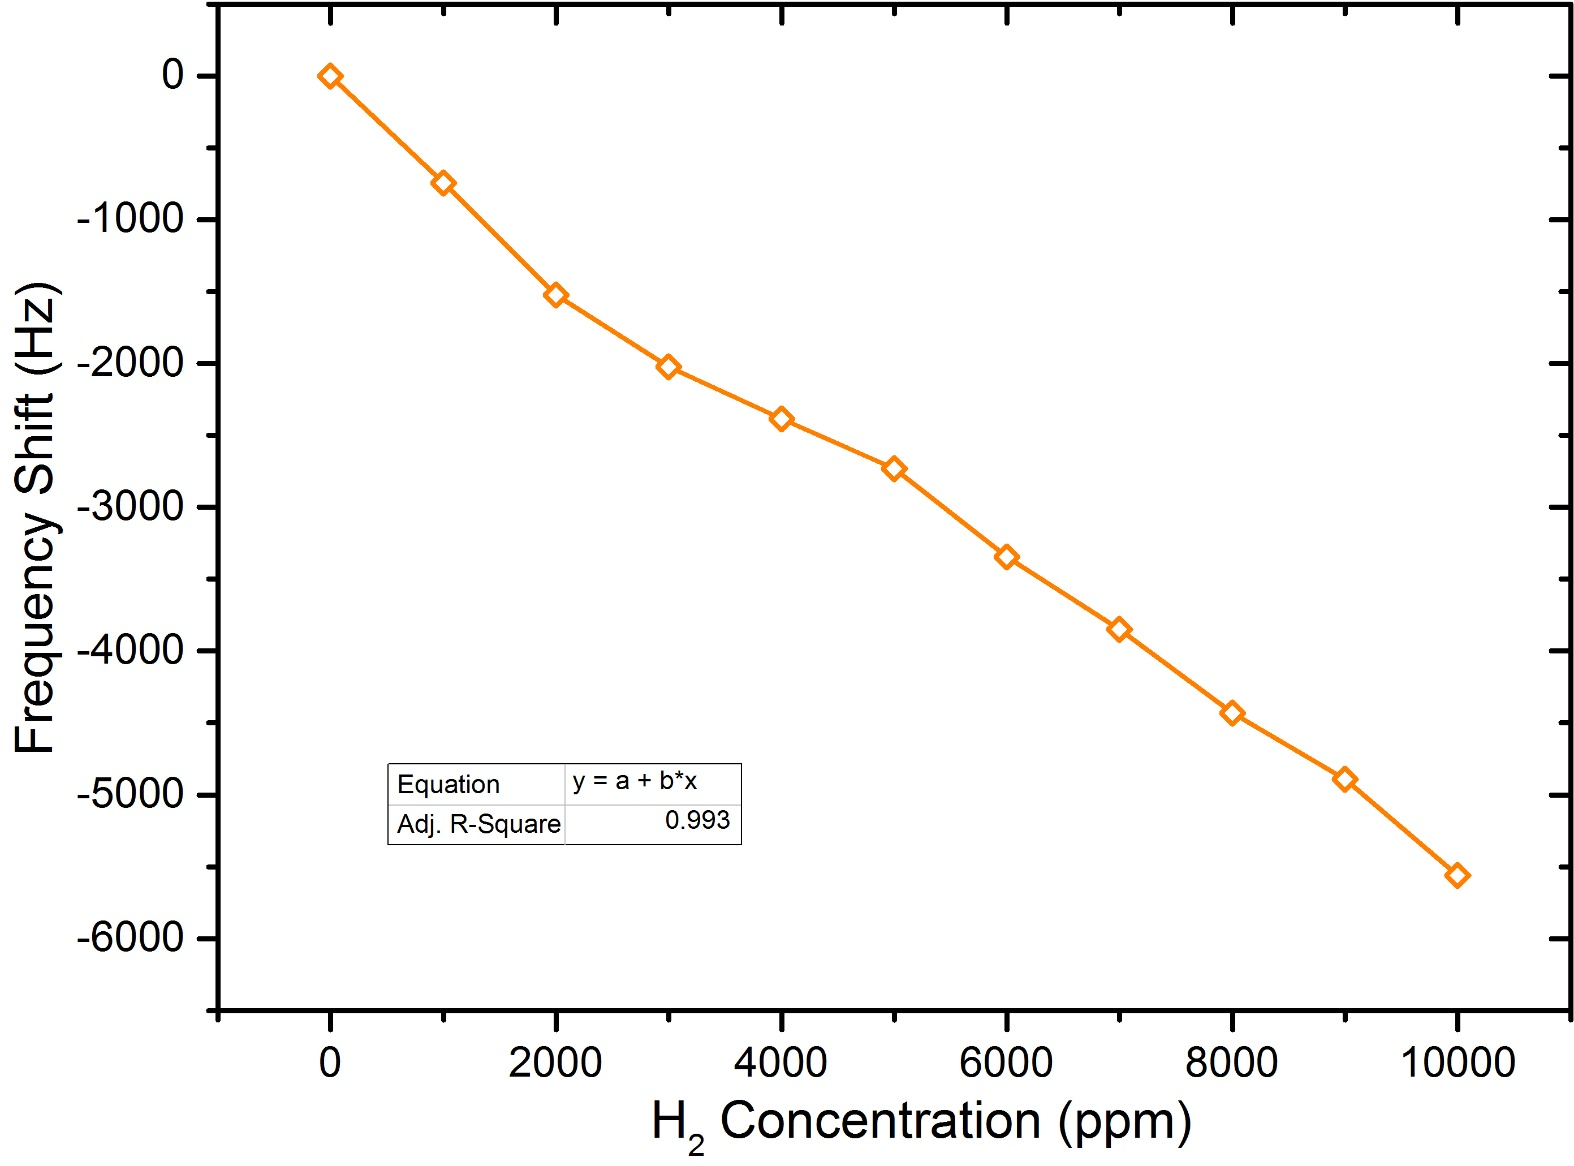 0
-1000
-2000
-3000
-4000
-5000
-6000
Frequency Shift (Hz)
Equation y = a + b*x
Adj. R-Square 0.993
0 2000 4000 6000 8000 10000
H₂ Concentration (ppm)